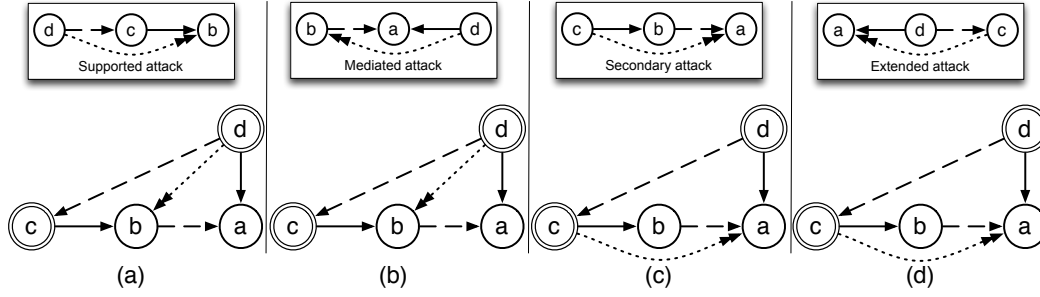 d c b
Supported attack
b a d
Mediated attack
c b a
Secondary attack
a d c
Extended attack
d
c b a
(a)
d
c b a
(b)
d
c b a
(c)
d
c b a
(d)